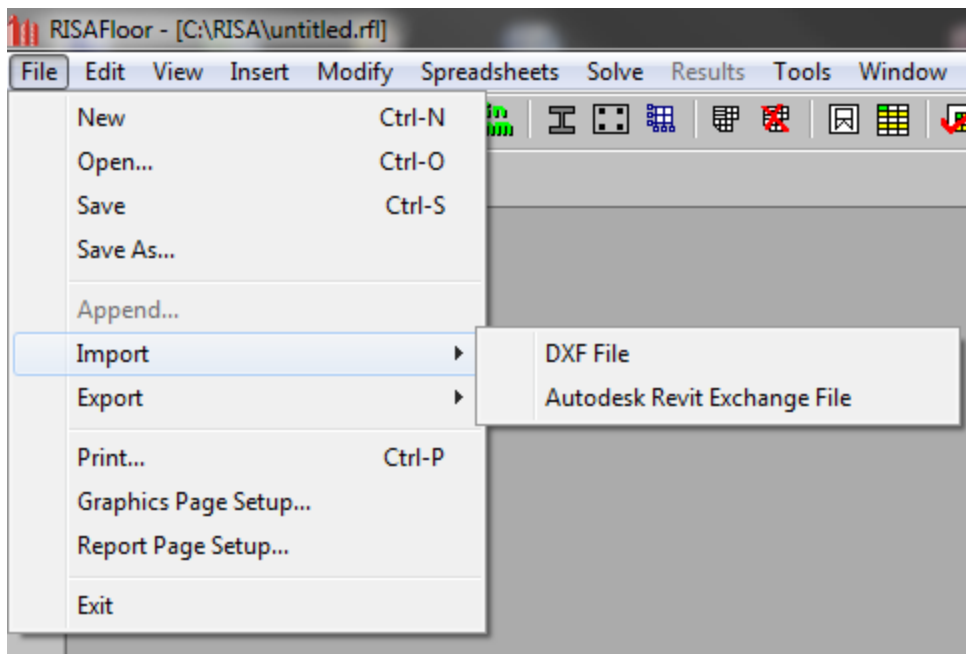 RISAFloor - [C:\RISA\untitled.rfl]
File Edit View Insert Modify Spreadsheets Solve Results Tools Window
New Ctrl-N
Open... Ctrl-O
Save Ctrl-S
Save As...
Append...
Import
DXF File
Export
Autodesk Revit Exchange File
Print... Ctrl-P
Graphics Page Setup...
Report Page Setup...
Exit